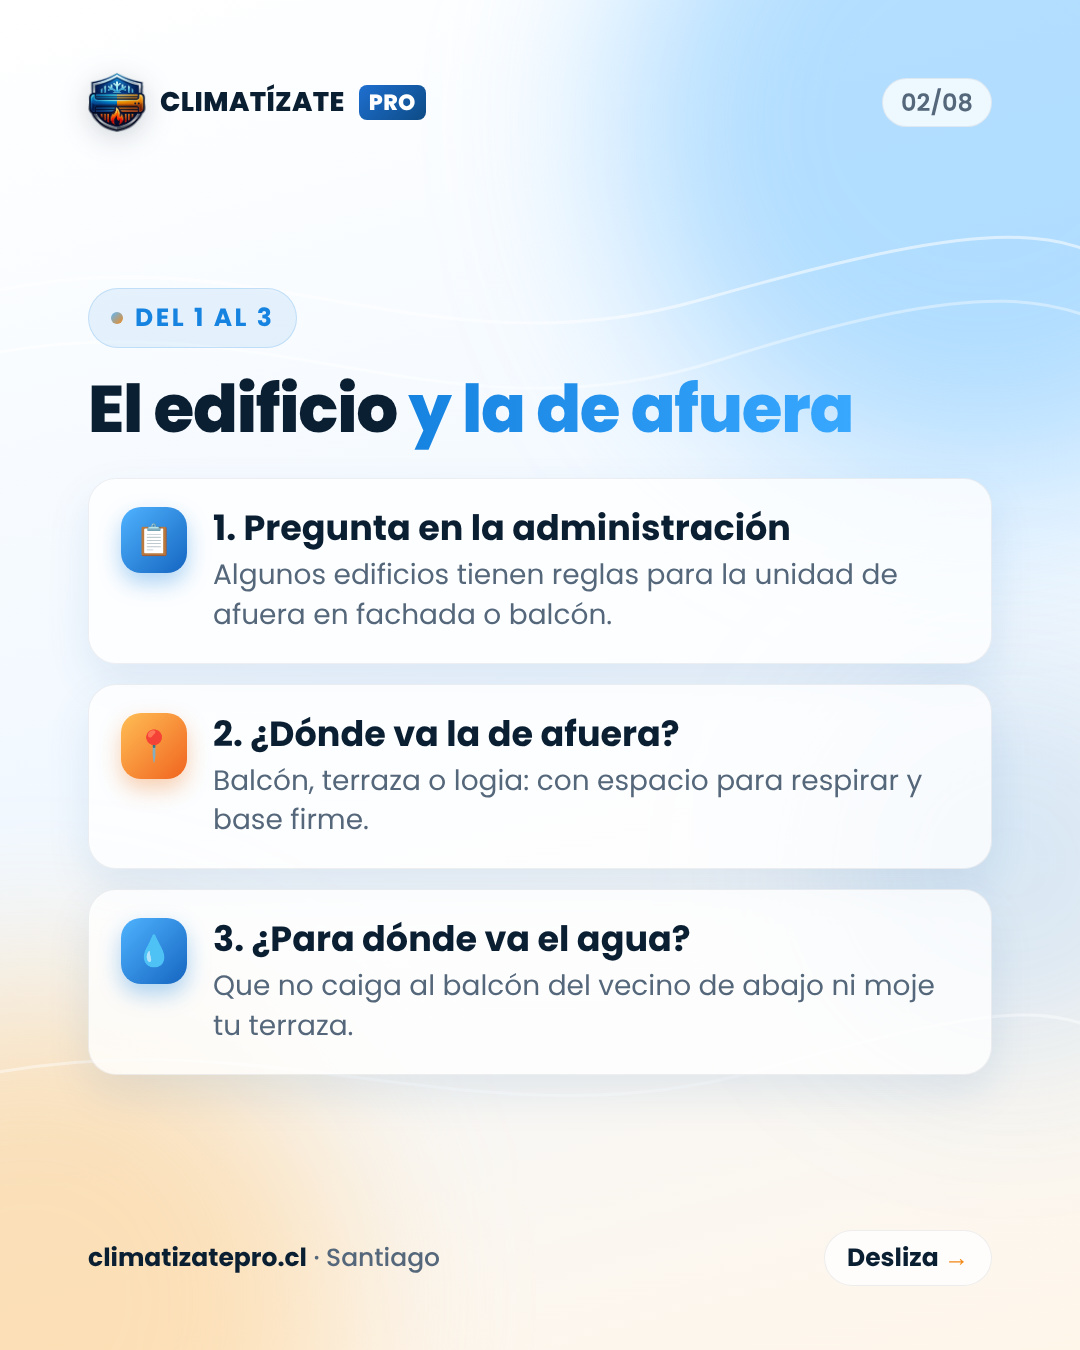 CLIMATÍZATE PRO
02/08
DEL 1 AL 3
El edificio y la de afuera
1. Pregunta en la administración
Algunos edificios tienen reglas para la unidad de
afuera en fachada o balcón.
2. ¿Dónde va la de afuera?
Balcón, terraza o logia: con espacio para respirar y
base firme.
3. ¿Para dónde va el agua?
Que no caiga al balcón del vecino de abajo ni moje
tu terraza.
climatizatepro.cl · Santiago
Desliza →